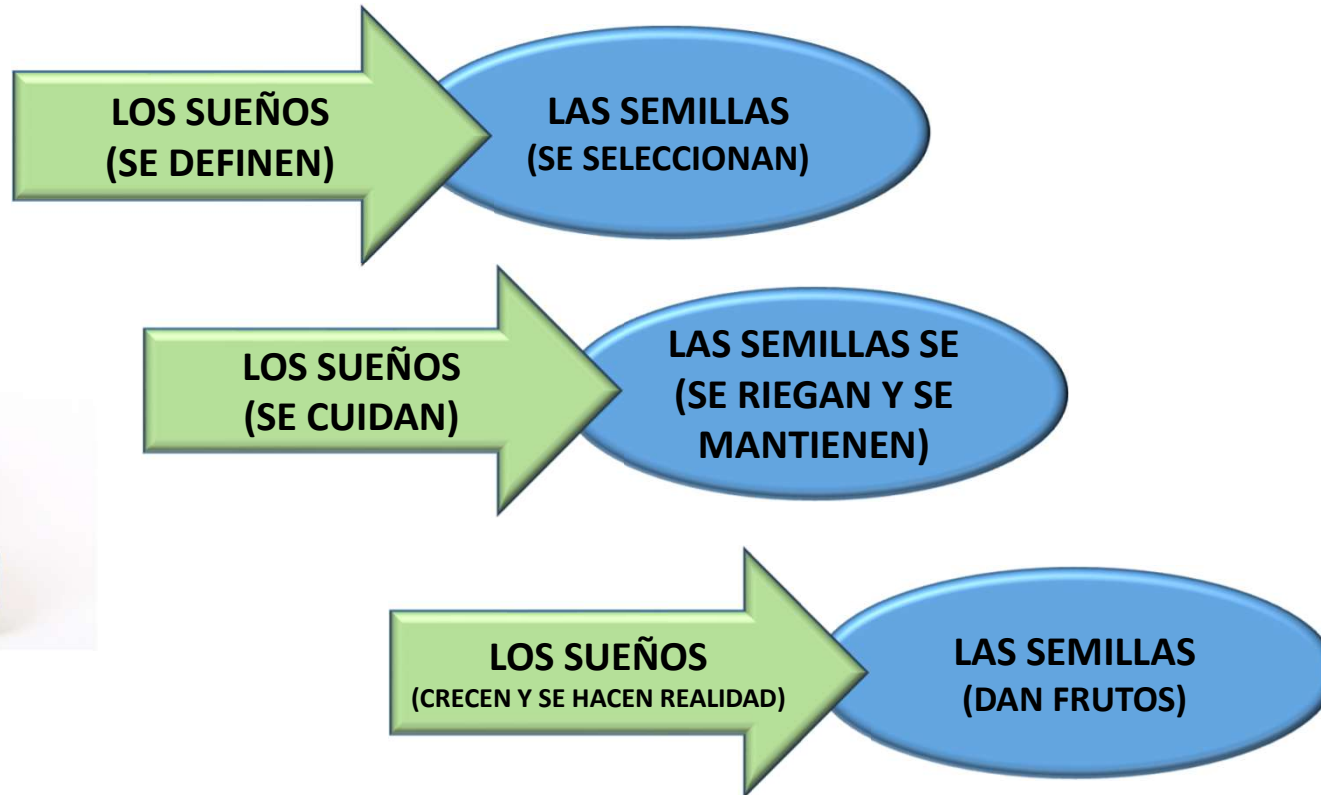 LOS SUEÑOS
(SE DEFINEN)
LAS SEMILLAS
(SE SELECCIONAN)
LOS SUEÑOS
(SE CUIDAN)
LAS SEMILLAS SE
(SE RIEGAN Y SE
MANTIENEN)
LOS SUEÑOS
(CRECEN Y SE HACEN REALIDAD)
LAS SEMILLAS
(DAN FRUTOS)